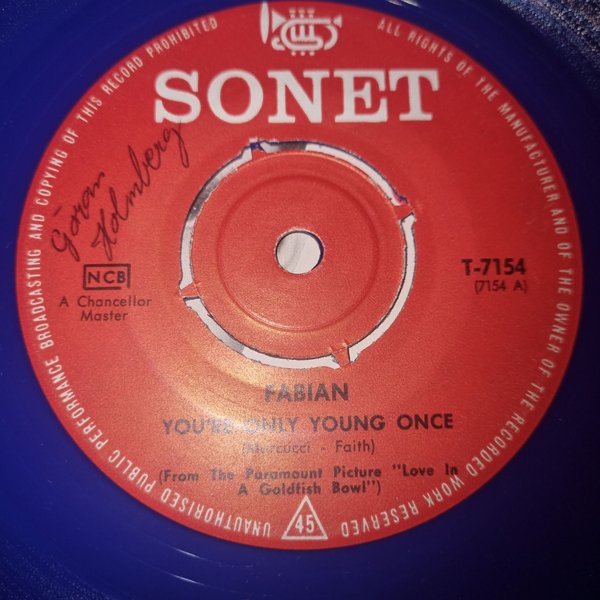 SONET
UNAUTHORISED PUBLIC PERFORMANCE BROADCASTING AND COPYING OF THIS RECORD PROHIBITED
ALL RIGHTS OF THE MANUFACTURER AND OF THE OWNER OF THE RECORDED WORK RESERVED
Göran
Holmberg
NCB
A Chancellor
Master
T-7154
(7154 A)
FABIAN
YOU'RE ONLY YOUNG ONCE
(Marcucci - Faith)
(From The Paramount Picture "Love In
A Goldfish Bowl")
45